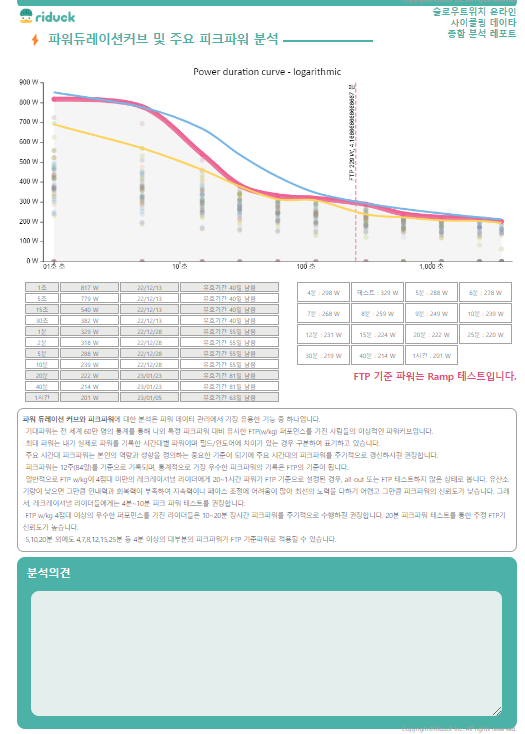 riduck
슬로우트위치 온라인
사이클링 데이타
종합 분석 레포트
파워듀레이션커브 및 주요 피크파워 분석
Power duration curve - logarithmic
900 W
800 W
700 W
600 W
500 W
400 W
300 W
200 W
100 W
0 W
10초
100 초
1,000 초
1초 817 W 22/12/13 유효기간 40일 남음
5초 779 W 22/12/13 유효기간 40일 남음
15초 540 W 22/12/13 유효기간 40일 남음
30초 382 W 22/12/13 유효기간 40일 남음
1분 329 W 22/12/28 유효기간 55일 남음
2분 318 W 22/12/28 유효기간 55일 남음
5분 288 W 22/12/28 유효기간 55일 남음
10분 239 W 22/12/28 유효기간 55일 남음
20분 222 W 23/01/23 유효기간 81일 남음
40분 214 W 23/01/23 유효기간 81일 남음
1시간 201 W 23/01/05 유효기간 63일 남음
4분 : 298 W 테스트 : 329 W 5분 : 288 W 6분 : 278 W
7분 : 268 W 8분 : 259 W 9분 : 249 W 10분 : 239 W
12분 : 231 W 15분 : 224 W 20분 : 222 W 25분 : 220 W
30분 : 219 W 40분 : 214 W 1시간 : 201 W
FTP 기준 파워는 Ramp 테스트입니다.
파워 듀레이션 커브와 피크파워에 대한 분석은 파워 데이타 관리에서 가장 유용한 기능 중 하나입니다.
기대파워는 전 세계 60만 명의 통계를 통해 나와 특정 피크파워 대비 유사한 FTP(w/kg) 퍼포먼스를 가진 사람들의 이상적인 파워커브입니다.
최대 파워는 내가 실제로 파워를 기록한 시간대별 파워이며 필드/인도어에 차이가 있는 경우 구분하여 표기하고 있습니다.
주요 시간대 피크파워는 본인의 역량과 성향을 정의하는 중요한 기준이 되기에 주요 시간대의 피크파워를 주기적으로 갱신하시길 권장합니다.
피크파워는 12주(84일)를 기준으로 기록되며, 통계적으로 가장 우수한 피크파워의 기록은 FTP의 기준이 됩니다.
일반적으로 FTP w/kg이 4점대 미만의 레크리에이셔널 라이더에게 20~1시간 파워가 FTP 기준으로 설정된 경우, all out 또는 FTP 테스트하지 않은 상태로 봅니다. 유산소
기량이 낮으면 그만큼 인내력과 회복력이 부족하여 지속력이나 페이스 조절에 어려움이 많아 최선의 노력을 다하기 어렵고 그만큼 피크파워의 신뢰도가 낮습니다. 그래
서, 레크리에이셔널 라이더들에게는 4분~10분 피크 파워 테스트를 권장합니다.
FTP w/kg 4점대 이상의 우수한 퍼포먼스를 가진 라이더들은 10~20분 장시간 피크파워를 주기적으로 수행하길 권장합니다. 20분 피크파워 테스트를 통한 추정 FTP가
신뢰도가 높습니다.
5,10,20분 외에도 4,7,8,12,15,25분 등 4분 이상의 대부분의 피크파워가 FTP 기준파워로 적용될 수 있습니다.
분석의견